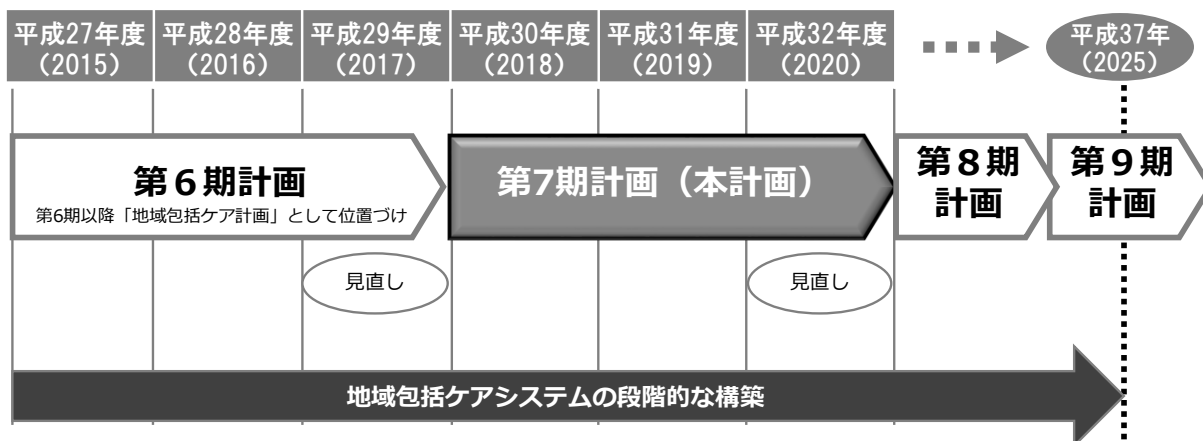 平成27年度
（2015）
平成28年度
（2016）
平成29年度
（2017）
平成30年度
（2018）
平成31年度
（2019）
平成32年度
（2020）
平成37年
（2025）
第６期計画
第6期以降「地域包括ケア計画」として位置づけ
第7期計画（本計画）
第８期
計画
第９期
計画
見直し
見直し
地域包括ケアシステムの段階的な構築